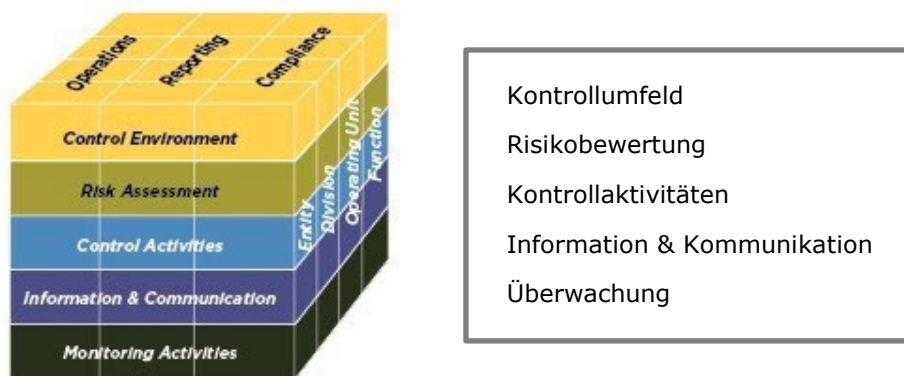 Operations
Reporting
Compliance
Control Environment
Risk Assessment
Control Activities
Information & Communication
Monitoring Activities
Entity
Division
Operating Unit
Function
Kontrollumfeld
Risikobewertung
Kontrollaktivitäten
Information & Kommunikation
Überwachung